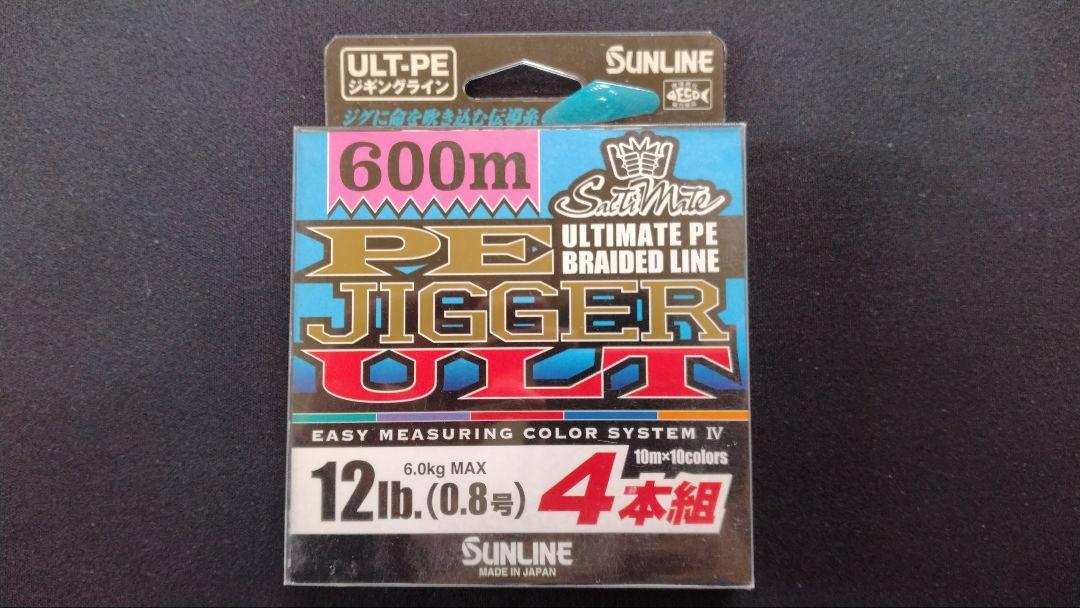 ULT-PE
ジギングライン
SUNLINE
ECO
ジグに命を吹き込む伝導糸
600m
SaltiMate
ULTIMATE PE
BRAIDED LINE
PE
JIGGER
ULT
EASY MEASURING COLOR SYSTEM IV
10m×10colors
6.0kg MAX
12lb.(0.8号)
4本組
SUNLINE
MADE IN JAPAN